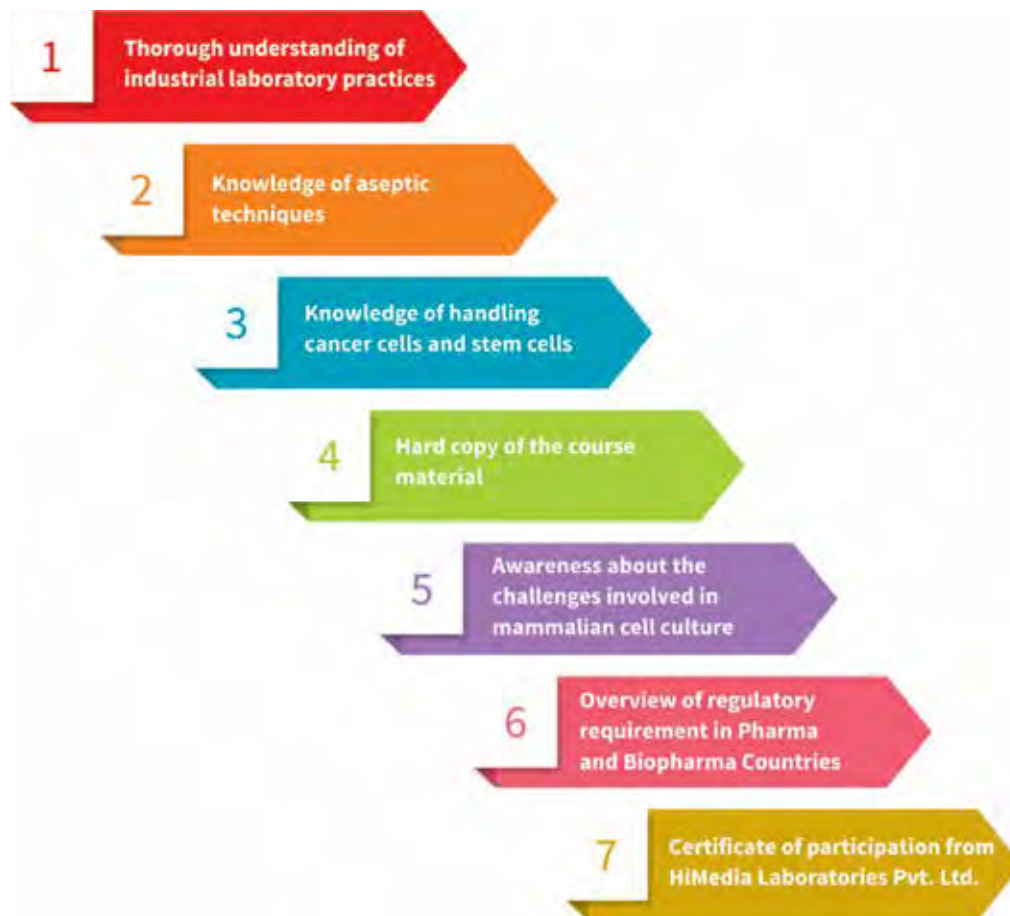 1
Thorough understanding of
industrial laboratory practices
2
Knowledge of aseptic
techniques
3
Knowledge of handling
cancer cells and stem cells
4
Hard copy of the course
material
5
Awareness about the
challenges involved in
mammalian cell culture
6
Overview of regulatory
requirement in Pharma
and Biopharma Countries
7
Certificate of participation from
HiMedia Laboratories Pvt. Ltd.